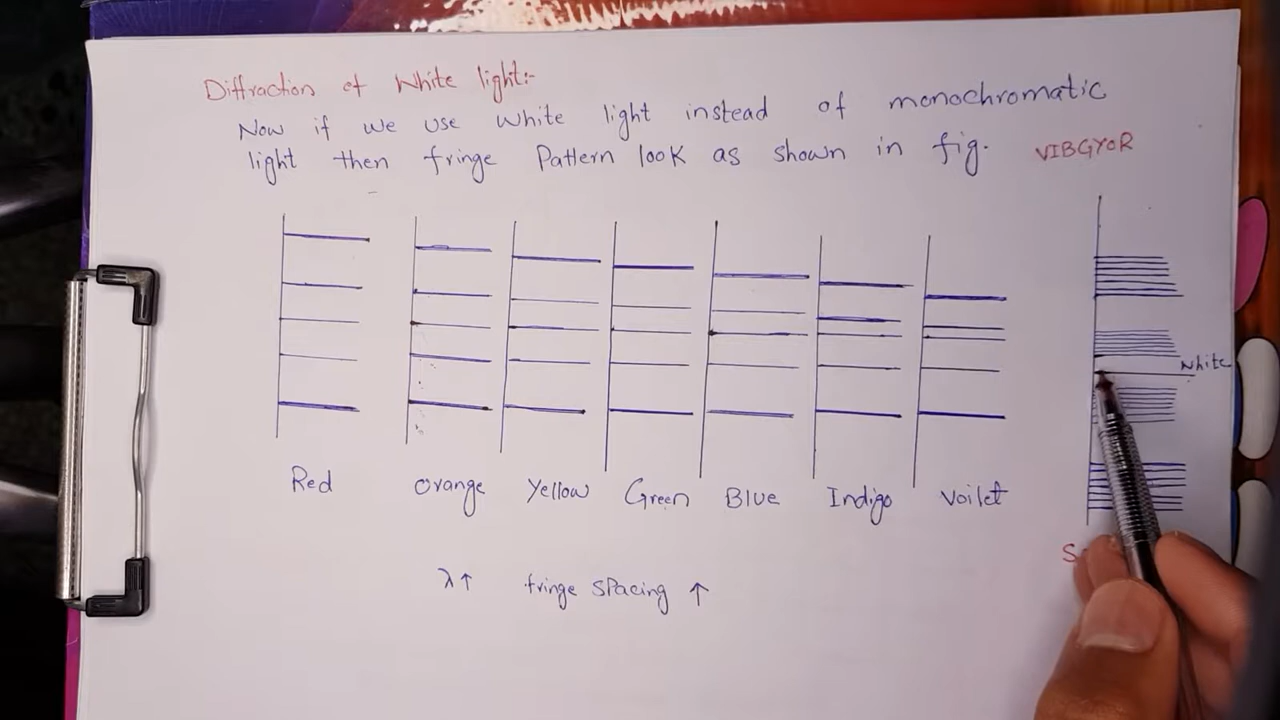 Diffraction of White light:-
Now if we use white light instead of monochromatic
light then fringe Pattern look as shown in fig.
VIBGYOR
White
Red Orange Yellow Green Blue Indigo Voilet
λ↑ fringe spacing ↑